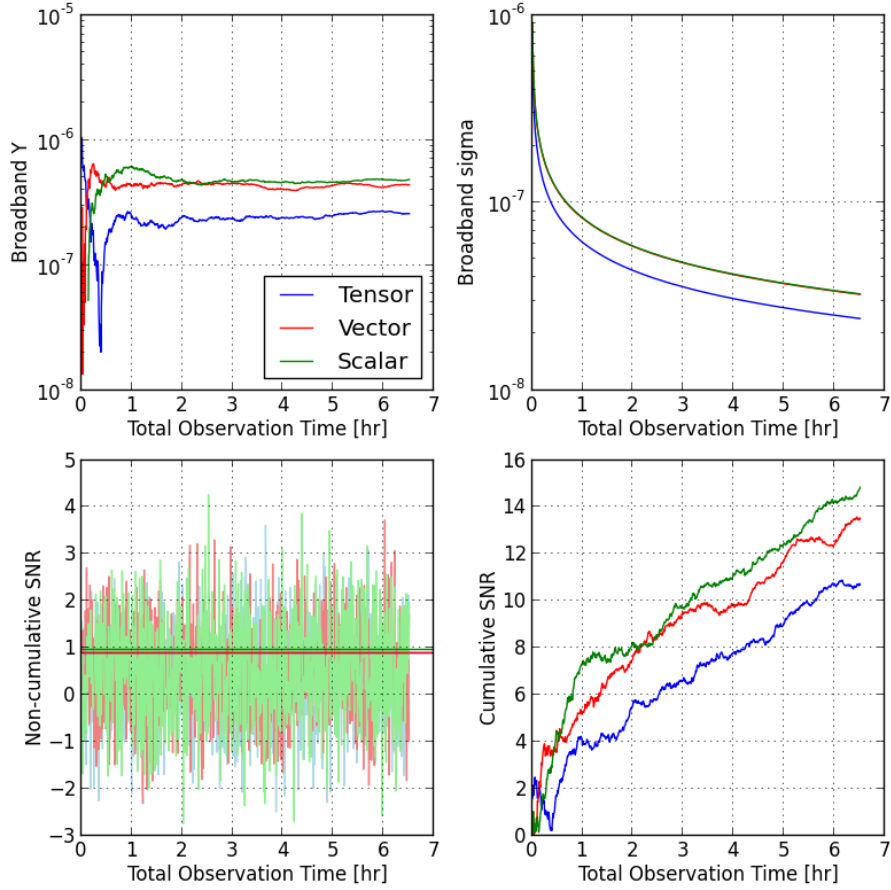 Broadband Y
10^-5
10^-6
10^-7
10^-8
0 1 2 3 4 5 6 7
Total Observation Time [hr]
Tensor
Vector
Scalar
Broadband sigma
10^-6
10^-7
10^-8
0 1 2 3 4 5 6 7
Total Observation Time [hr]
Non-cumulative SNR
5
4
3
2
1
0
−1
−2
−3
0 1 2 3 4 5 6 7
Total Observation Time [hr]
Cumulative SNR
16
14
12
10
8
6
4
2
0
0 1 2 3 4 5 6 7
Total Observation Time [hr]